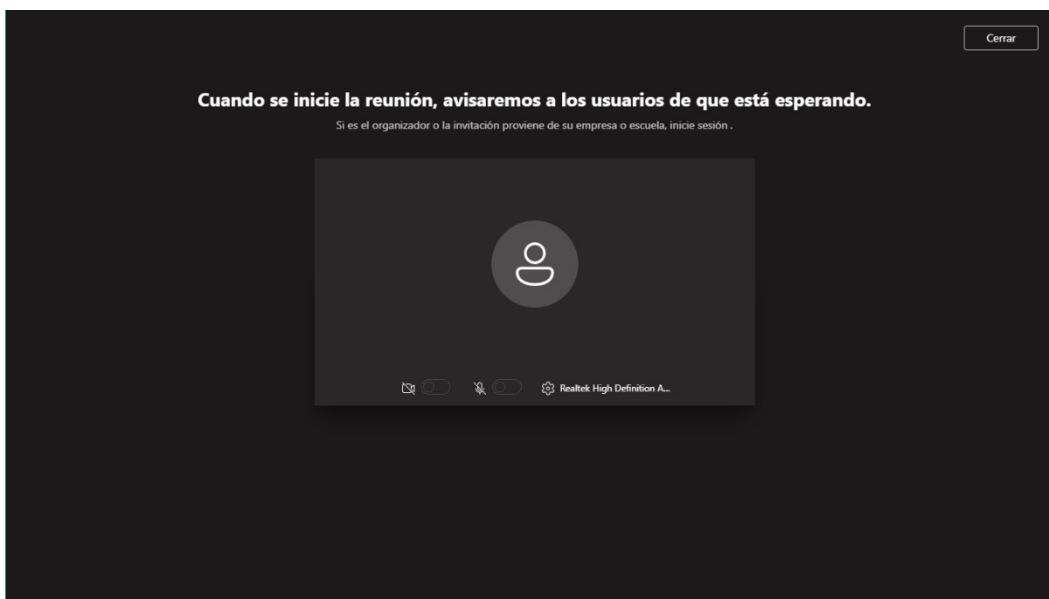 Cerrar
Cuando se inicie la reunión, avisaremos a los usuarios de que está esperando.
Si es el organizador o la invitación proviene de su empresa o escuela, inicie sesión .
Realtek High Definition A...